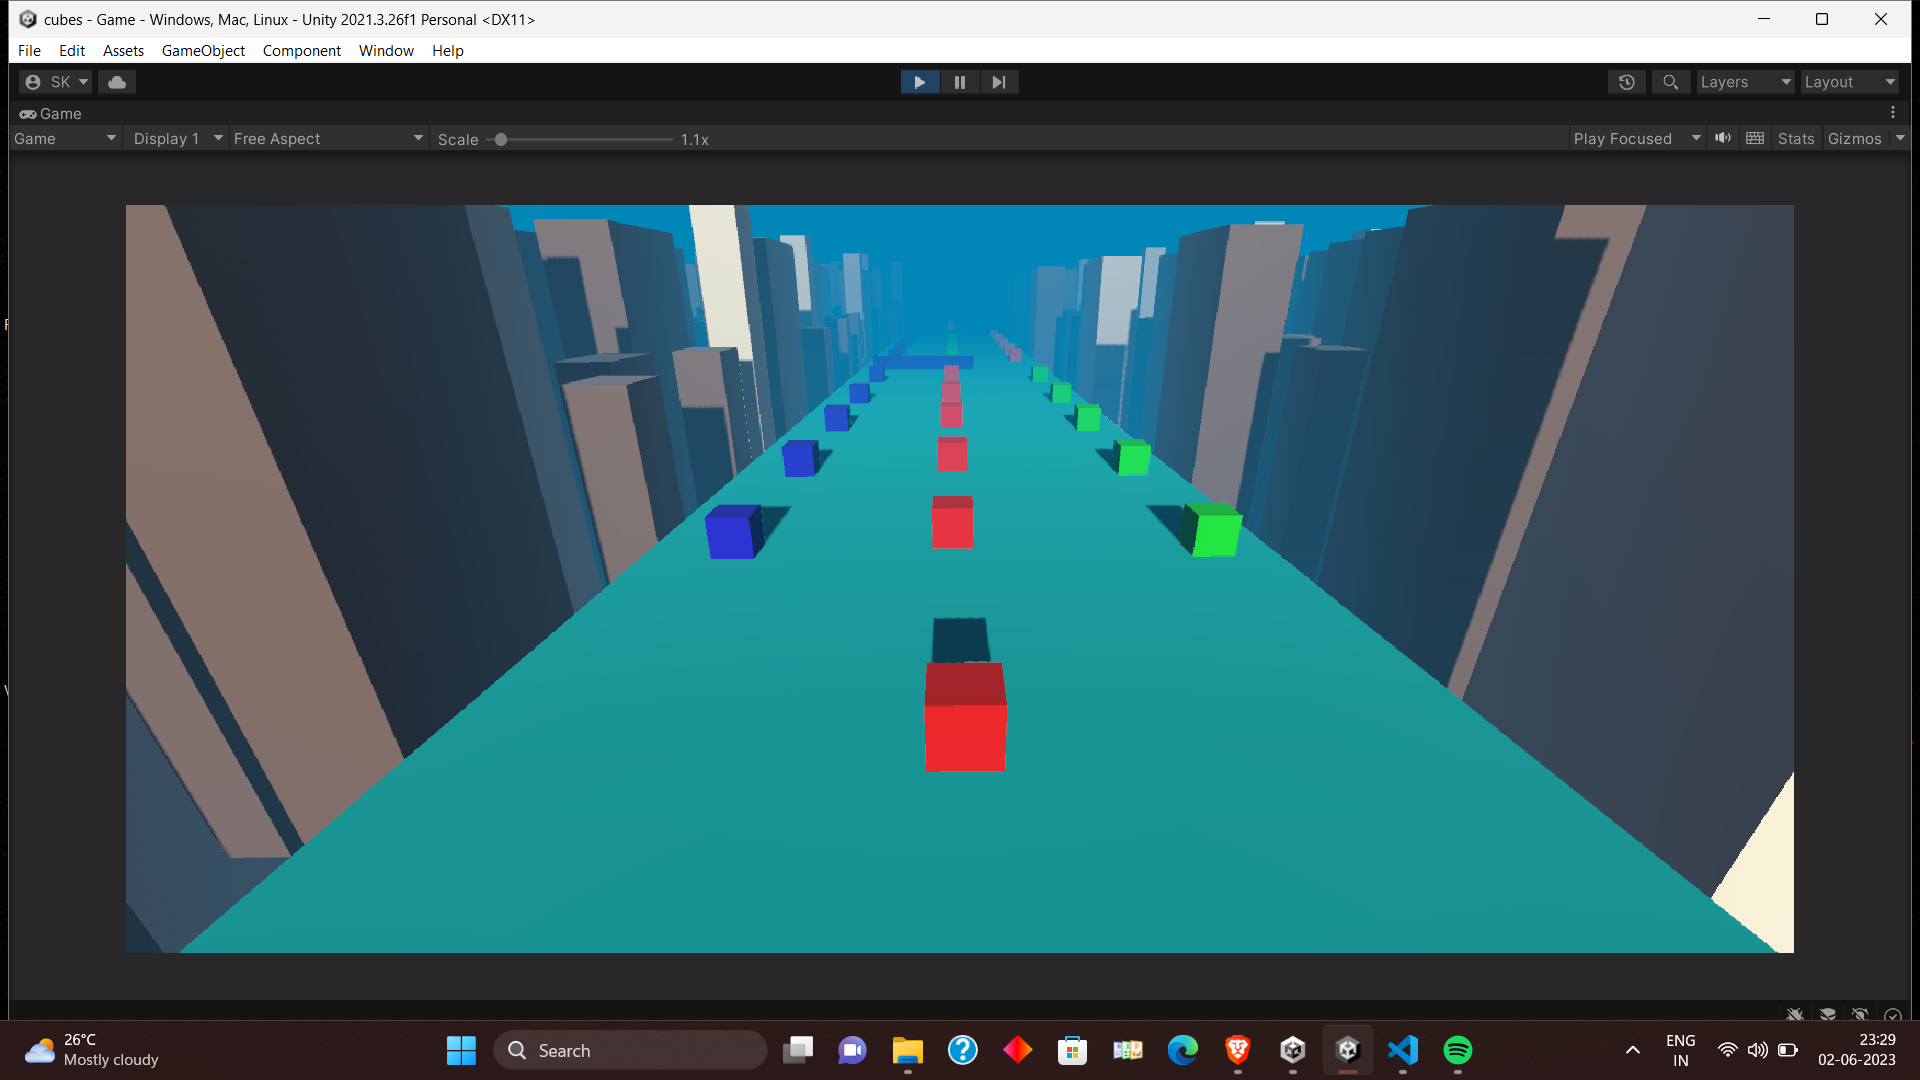 cubes - Game - Windows, Mac, Linux - Unity 2021.3.26f1 Personal <DX11>
File Edit Assets GameObject Component Window Help
SK Layers Layout
Game
Game Display 1 Free Aspect Scale 1.1x Play Focused Stats Gizmos
26°C
Mostly cloudy
Search
ENG
IN
23:29
02-06-2023